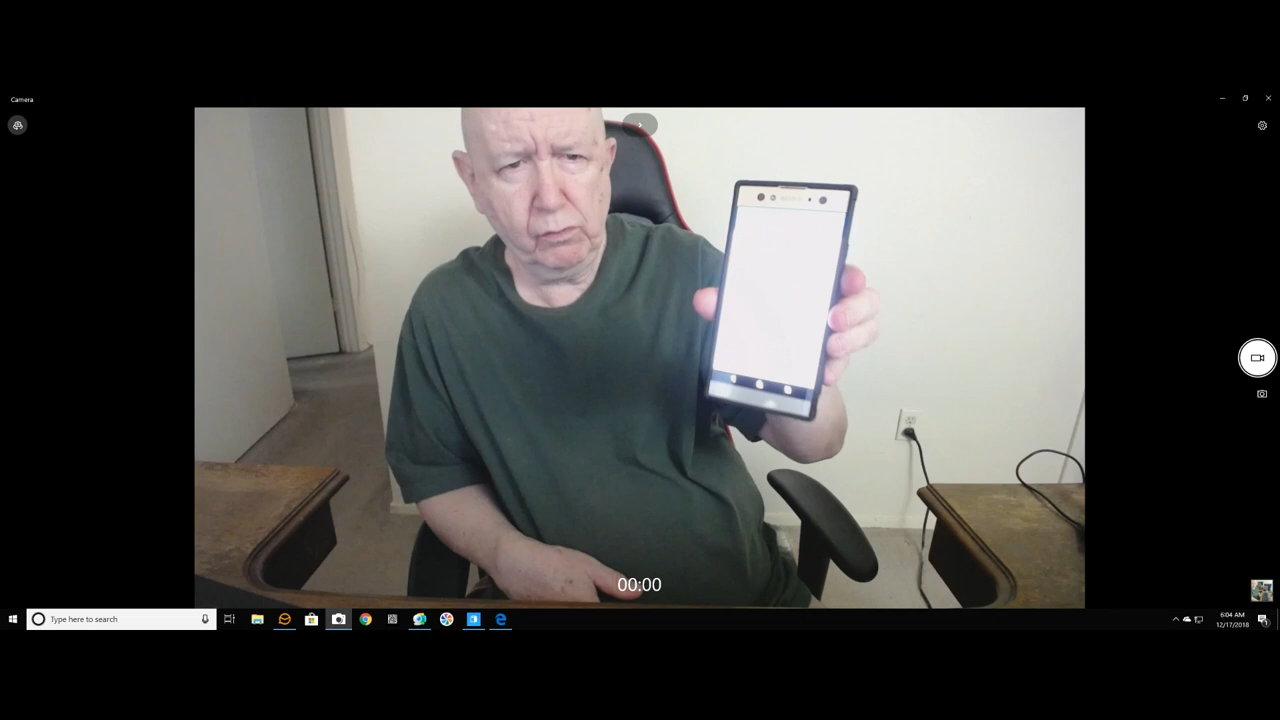 Camera
00:00
Type here to search
6:04 AM
12/17/2018